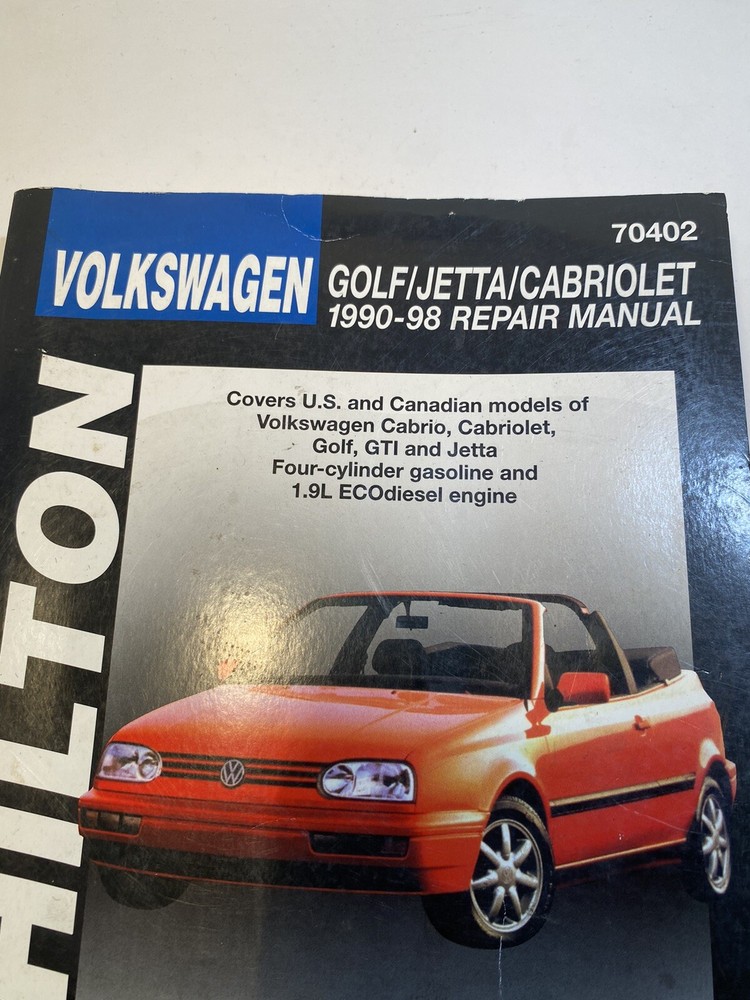 70402
VOLKSWAGEN
GOLF/JETTA/CABRIOLET
1990-98 REPAIR MANUAL
Covers U.S. and Canadian models of
Volkswagen Cabrio, Cabriolet,
Golf, GTI and Jetta
Four-cylinder gasoline and
1.9L ECOdiesel engine
HILTON